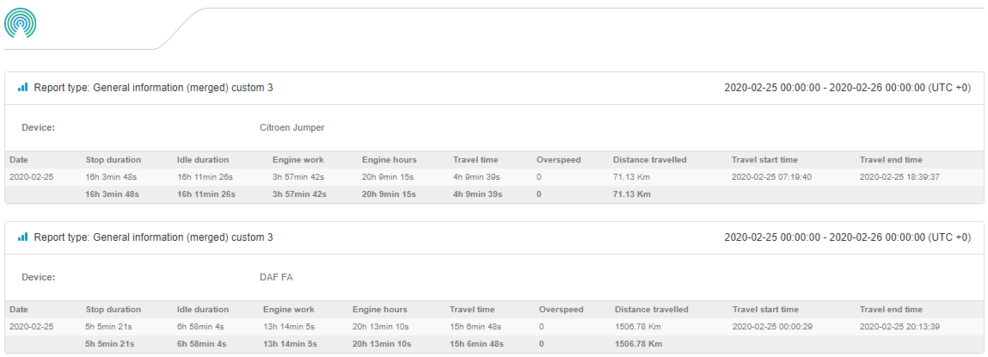 Report type: General information (merged) custom 3 2020-02-25 00:00:00 - 2020-02-26 00:00:00 (UTC +0)
Device: Citroen Jumper
Date Stop duration Idle duration Engine work Engine hours Travel time Overspeed Distance travelled Travel start time Travel end time
2020-02-25 16h 3min 48s 16h 11min 26s 3h 57min 42s 20h 9min 15s 4h 9min 39s 0 71.13 Km 2020-02-25 07:19:40 2020-02-25 18:39:37
16h 3min 48s 16h 11min 26s 3h 57min 42s 20h 9min 15s 4h 9min 39s 0 71.13 Km
Report type: General information (merged) custom 3 2020-02-25 00:00:00 - 2020-02-26 00:00:00 (UTC +0)
Device: DAF FA
Date Stop duration Idle duration Engine work Engine hours Travel time Overspeed Distance travelled Travel start time Travel end time
2020-02-25 5h 5min 21s 6h 58min 4s 13h 14min 5s 20h 13min 10s 15h 6min 48s 0 1506.78 Km 2020-02-25 00:00:29 2020-02-25 20:13:39
5h 5min 21s 6h 58min 4s 13h 14min 5s 20h 13min 10s 15h 6min 48s 0 1506.78 Km